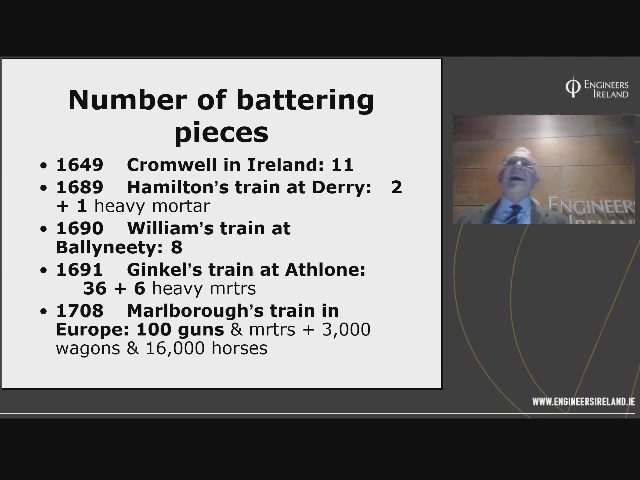 Number of battering
pieces
• 1649 Cromwell in Ireland: 11
• 1689 Hamilton's train at Derry: 2
+ 1 heavy mortar
• 1690 William's train at
Ballyneety: 8
• 1691 Ginkel's train at Athlone:
36 + 6 heavy mrtrs
• 1708 Marlborough's train in
Europe: 100 guns & mrtrs + 3,000
wagons & 16,000 horses
ENGINEERS
IRELAND
ENGINEERS
IRELAND
WWW.ENGINEERSIRELAND.IE